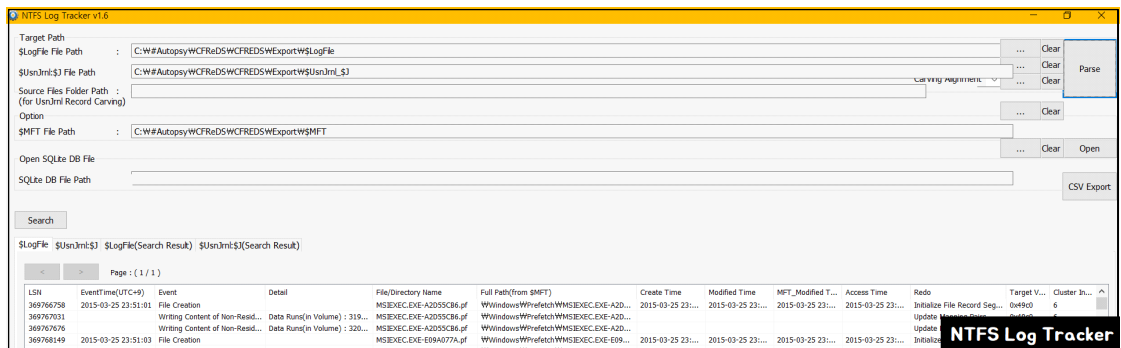 NTFS Log Tracker v1.6
Target Path
$LogFile File Path : C:₩#Autopsy₩CFReDS₩CFREDS₩Export₩$LogFile ... Clear
$UsnJrnl:$J File Path C:₩#Autopsy₩CFReDS₩CFREDS₩Export₩$UsnJrnl_$J ... Clear Parse
Carving Alignment
Source Files Folder Path : ... Clear
(for UsnJrnl Record Carving)
Option ... Clear
$MFT File Path : C:₩#Autopsy₩CFReDS₩CFREDS₩Export₩$MFT
... Clear Open
Open SQLite DB File
SQLite DB File Path
CSV Export
Search
$LogFile $UsnJrnl:$J $LogFile(Search Result) $UsnJrnl:$J(Search Result)
< > Page : ( 1 / 1 )
LSN EventTime(UTC+9) Event Detail File/Directory Name Full Path(from $MFT) Create Time Modified Time MFT_Modified T... Access Time Redo Target V... Cluster In...
369766758 2015-03-25 23:51:01 File Creation MSIEXEC.EXE-A2D55CB6.pf ₩Windows₩Prefetch₩MSIEXEC.EXE-A2D... 2015-03-25 23:... 2015-03-25 23:... 2015-03-25 23:... 2015-03-25 23:... Initialize File Record Seg... 0x49c0 6
369767031 Writing Content of Non-Resid... Data Runs(in Volume) : 319... MSIEXEC.EXE-A2D55CB6.pf ₩Windows₩Prefetch₩MSIEXEC.EXE-A2D... Update
369767676 Writing Content of Non-Resid... Data Runs(in Volume) : 320... MSIEXEC.EXE-A2D55CB6.pf ₩Windows₩Prefetch₩MSIEXEC.EXE-A2D... Update
369768149 2015-03-25 23:51:03 File Creation MSIEXEC.EXE-E09A077A.pf ₩Windows₩Prefetch₩MSIEXEC.EXE-E09... 2015-03-25 23:... 2015-03-25 23:... 2015-03-25 23:... 2015-03-25 23:... Initialize
NTFS Log Tracker